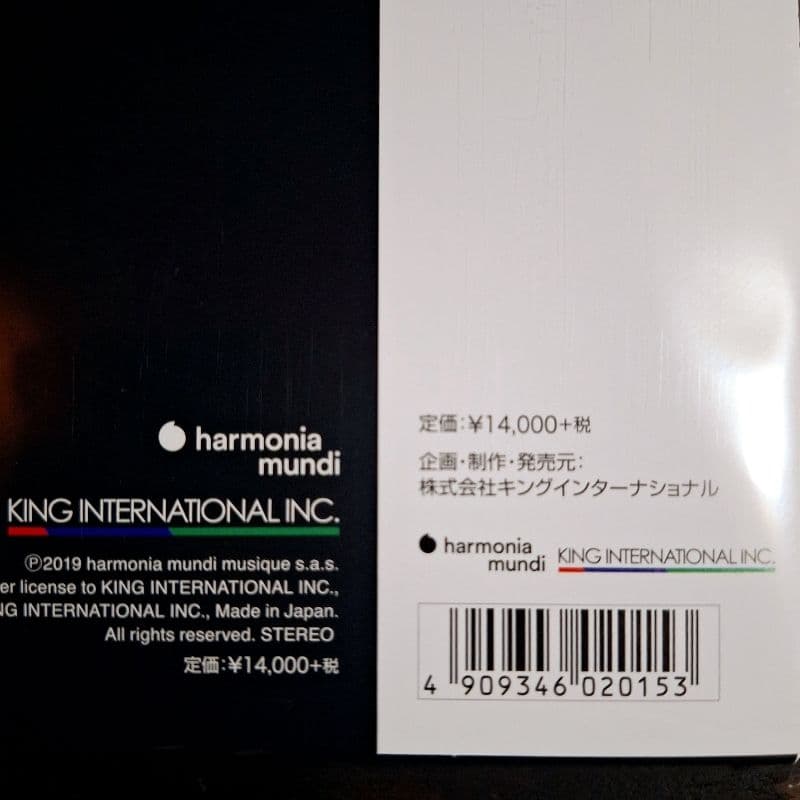 harmonia
mundi
KING INTERNATIONAL INC.
Ⓟ2019 harmonia mundi musique s.a.s.
license to KING INTERNATIONAL INC.,
INTERNATIONAL INC., Made in Japan.
All rights reserved. STEREO
定価:¥14,000+税
定価:¥14,000+税
企画・制作・発売元:
株式会社キングインターナショナル
harmonia
mundi
KING INTERNATIONAL INC.
4 909346 020153